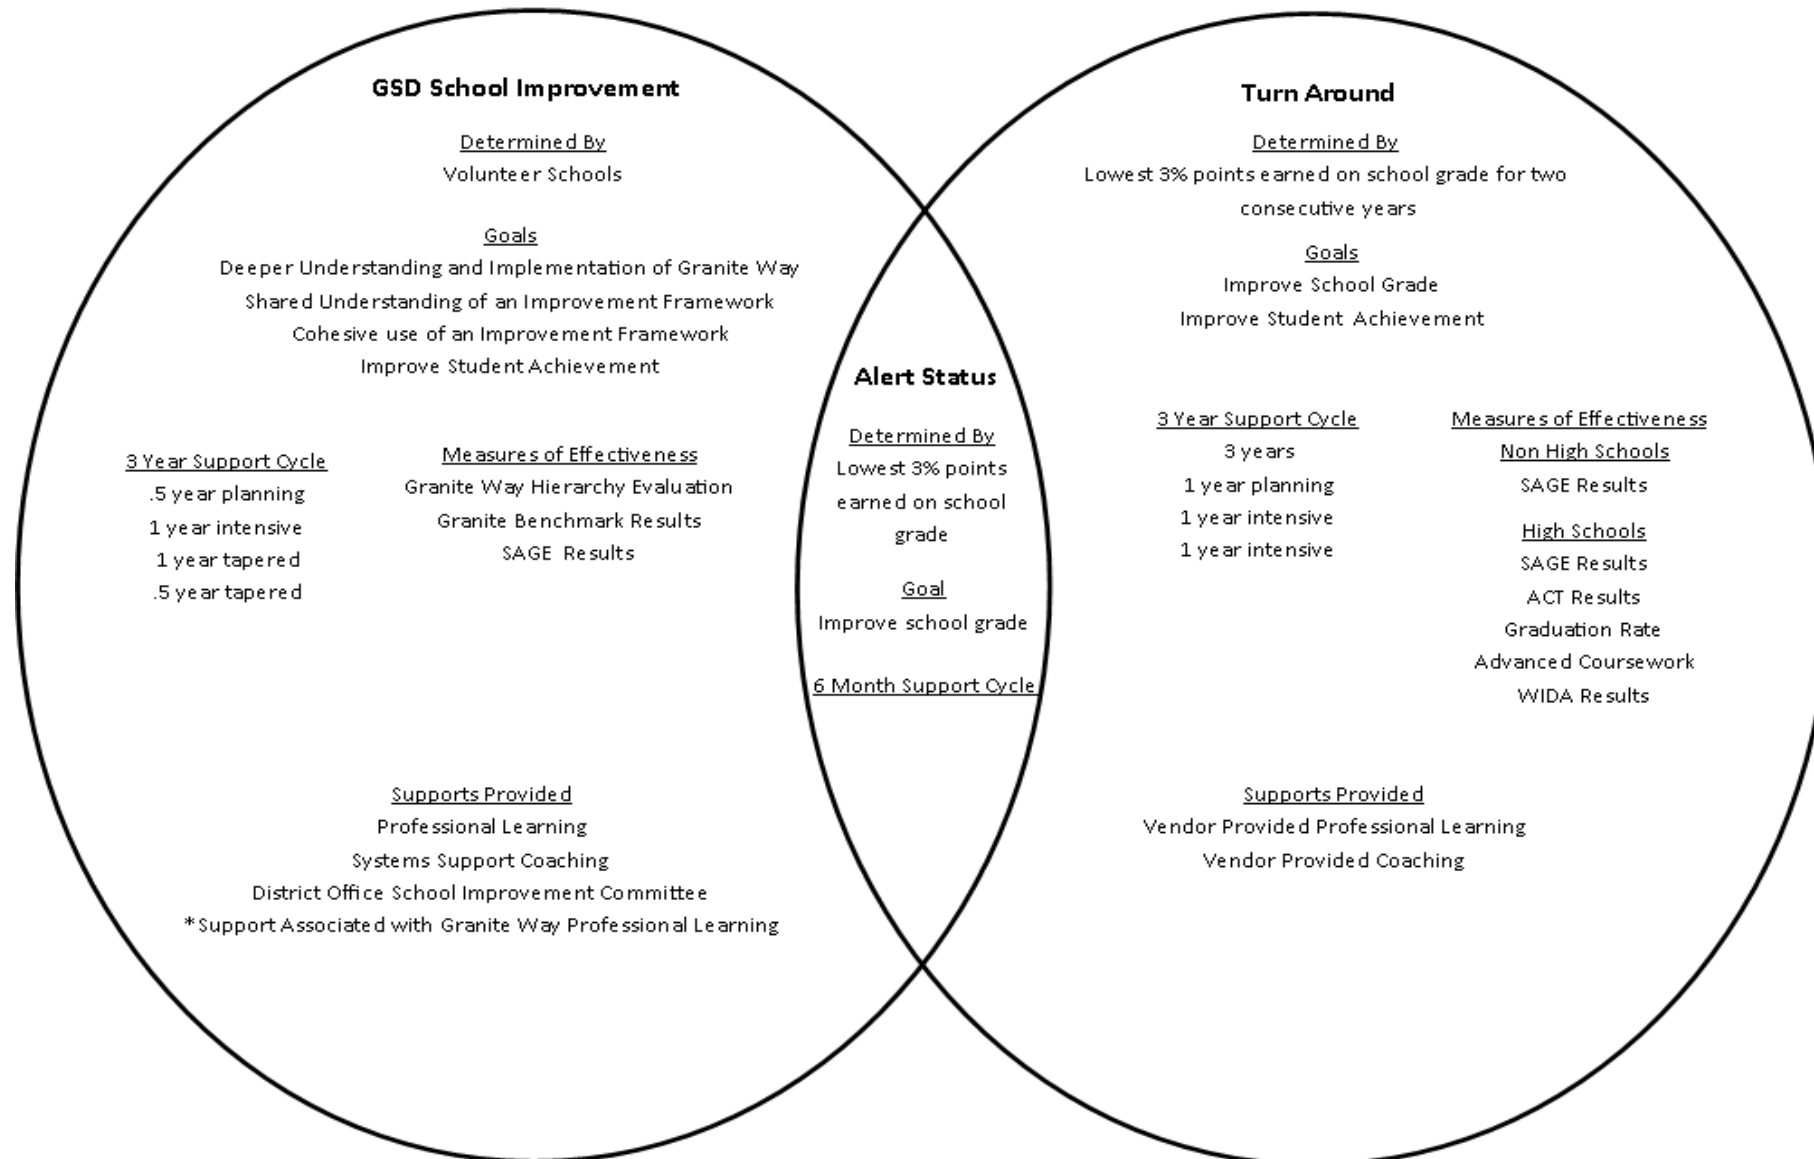 GSD School Improvement
Determined By
Volunteer Schools
Goals
Deeper Understanding and Implementation of Granite Way
Shared Understanding of an Improvement Framework
Cohesive use of an Improvement Framework
Improve Student Achievement
3 Year Support Cycle
.5 year planning
1 year intensive
1 year tapered
.5 year tapered
Measures of Effectiveness
Granite Way Hierarchy Evaluation
Granite Benchmark Results
SAGE Results
Supports Provided
Professional Learning
Systems Support Coaching
District Office School Improvement Committee
*Support Associated with Granite Way Professional Learning
Alert Status
Determined By
Lowest 3% points
earned on school
grade
Goal
Improve school grade
6 Month Support Cycle
Turn Around
Determined By
Lowest 3% points earned on school grade for two
consecutive years
Goals
Improve School Grade
Improve Student Achievement
3 Year Support Cycle
3 years
1 year planning
1 year intensive
1 year intensive
Measures of Effectiveness
Non High Schools
SAGE Results
High Schools
SAGE Results
ACT Results
Graduation Rate
Advanced Coursework
WIDA Results
Supports Provided
Vendor Provided Professional Learning
Vendor Provided Coaching